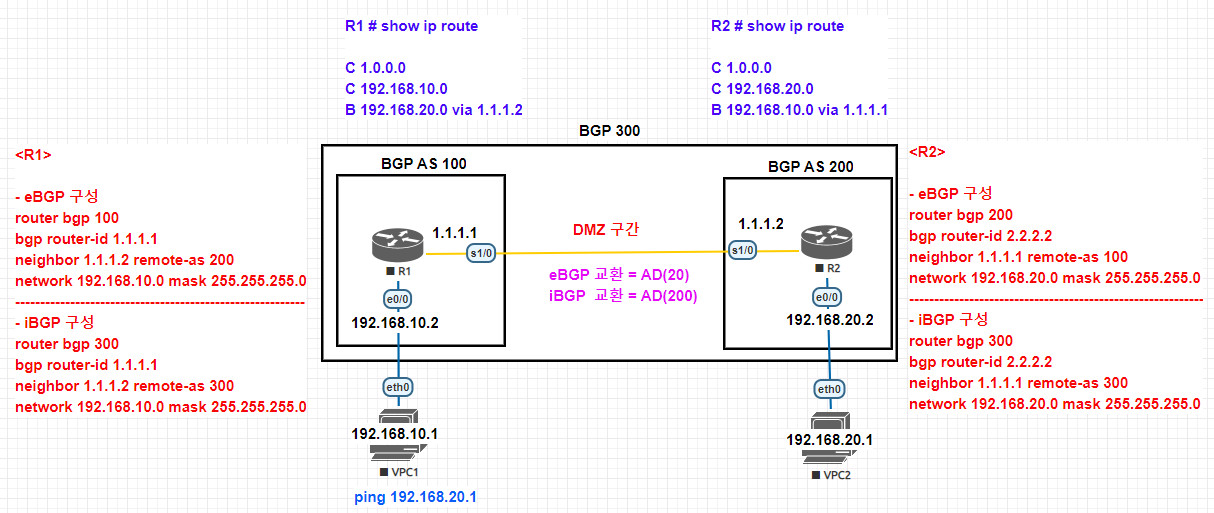 R1 # show ip route
C 1.0.0.0
C 192.168.10.0
B 192.168.20.0 via 1.1.1.2
R2 # show ip route
C 1.0.0.0
C 192.168.20.0
B 192.168.10.0 via 1.1.1.1
BGP 300
<R1>
- eBGP 구성
router bgp 100
bgp router-id 1.1.1.1
neighbor 1.1.1.2 remote-as 200
network 192.168.10.0 mask 255.255.255.0
- iBGP 구성
router bgp 300
bgp router-id 1.1.1.1
neighbor 1.1.1.2 remote-as 300
network 192.168.10.0 mask 255.255.255.0
BGP AS 100
1.1.1.1
s1/0
R1
e0/0
192.168.10.2
DMZ 구간
eBGP 교환 = AD(20)
iBGP 교환 = AD(200)
BGP AS 200
1.1.1.2
s1/0
R2
e0/0
192.168.20.2
eth0
192.168.10.1
VPC1
ping 192.168.20.1
eth0
192.168.20.1
VPC2
<R2>
- eBGP 구성
router bgp 200
bgp router-id 2.2.2.2
neighbor 1.1.1.1 remote-as 100
network 192.168.20.0 mask 255.255.255.0
- iBGP 구성
router bgp 300
bgp router-id 2.2.2.2
neighbor 1.1.1.1 remote-as 300
network 192.168.20.0 mask 255.255.255.0